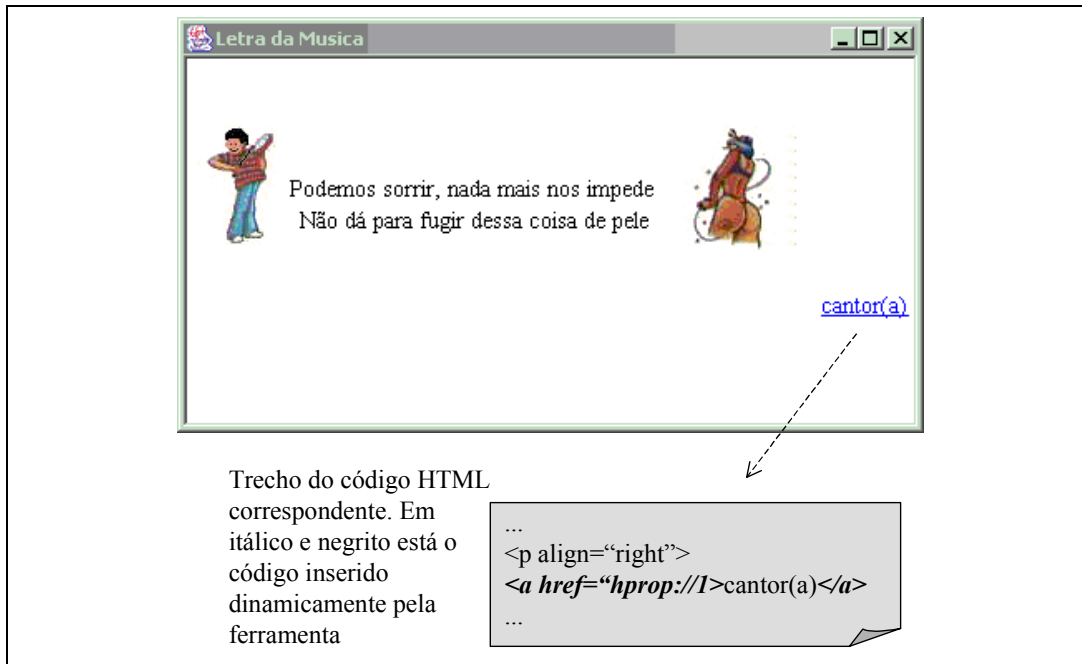 Letra da Musica
Podemos sorrir, nada mais nos impede
Não dá para fugir dessa coisa de pele
cantor(a)
Trecho do código HTML
correspondente. Em
itálico e negrito está o
código inserido
dinamicamente pela
ferramenta
...
<p align=“right”>
<a href=“hprop://1>cantor(a)</a>
...